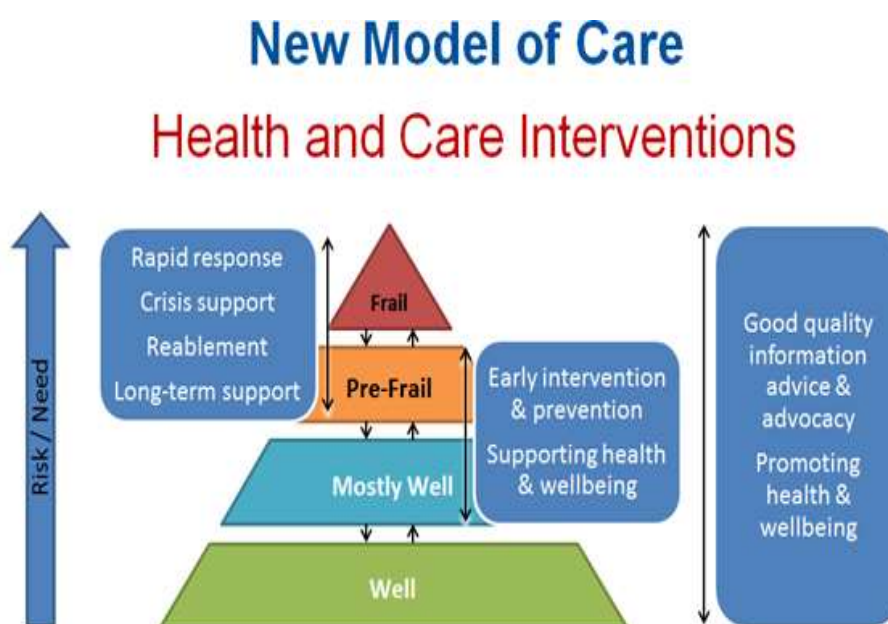 New Model of Care
Health and Care Interventions
Risk / Need
Rapid response
Crisis support
Reablement
Long-term support
Frail
Pre-Frail
Mostly Well
Well
Early intervention
& prevention
Supporting health
& wellbeing
Good quality
information
advice &
advocacy
Promoting
health &
wellbeing